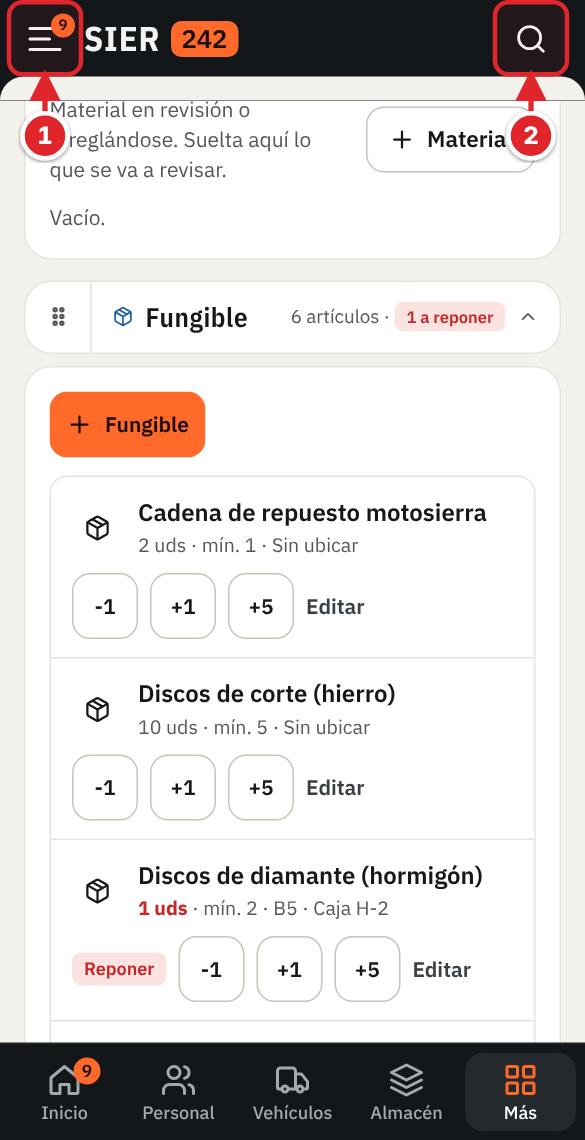 9
SIER 242
Material en revisión o
arreglándose. Suelta aquí lo
que se va a revisar.
+ Materia
1
2
Vacío.
Fungible 6 artículos · 1 a reponer
+ Fungible
Cadena de repuesto motosierra
2 uds · mín. 1 · Sin ubicar
-1 +1 +5 Editar
Discos de corte (hierro)
10 uds · mín. 5 · Sin ubicar
-1 +1 +5 Editar
Discos de diamante (hormigón)
1 uds · mín. 2 · B5 · Caja H-2
Reponer -1 +1 +5 Editar
9
Inicio Personal Vehículos Almacén Más